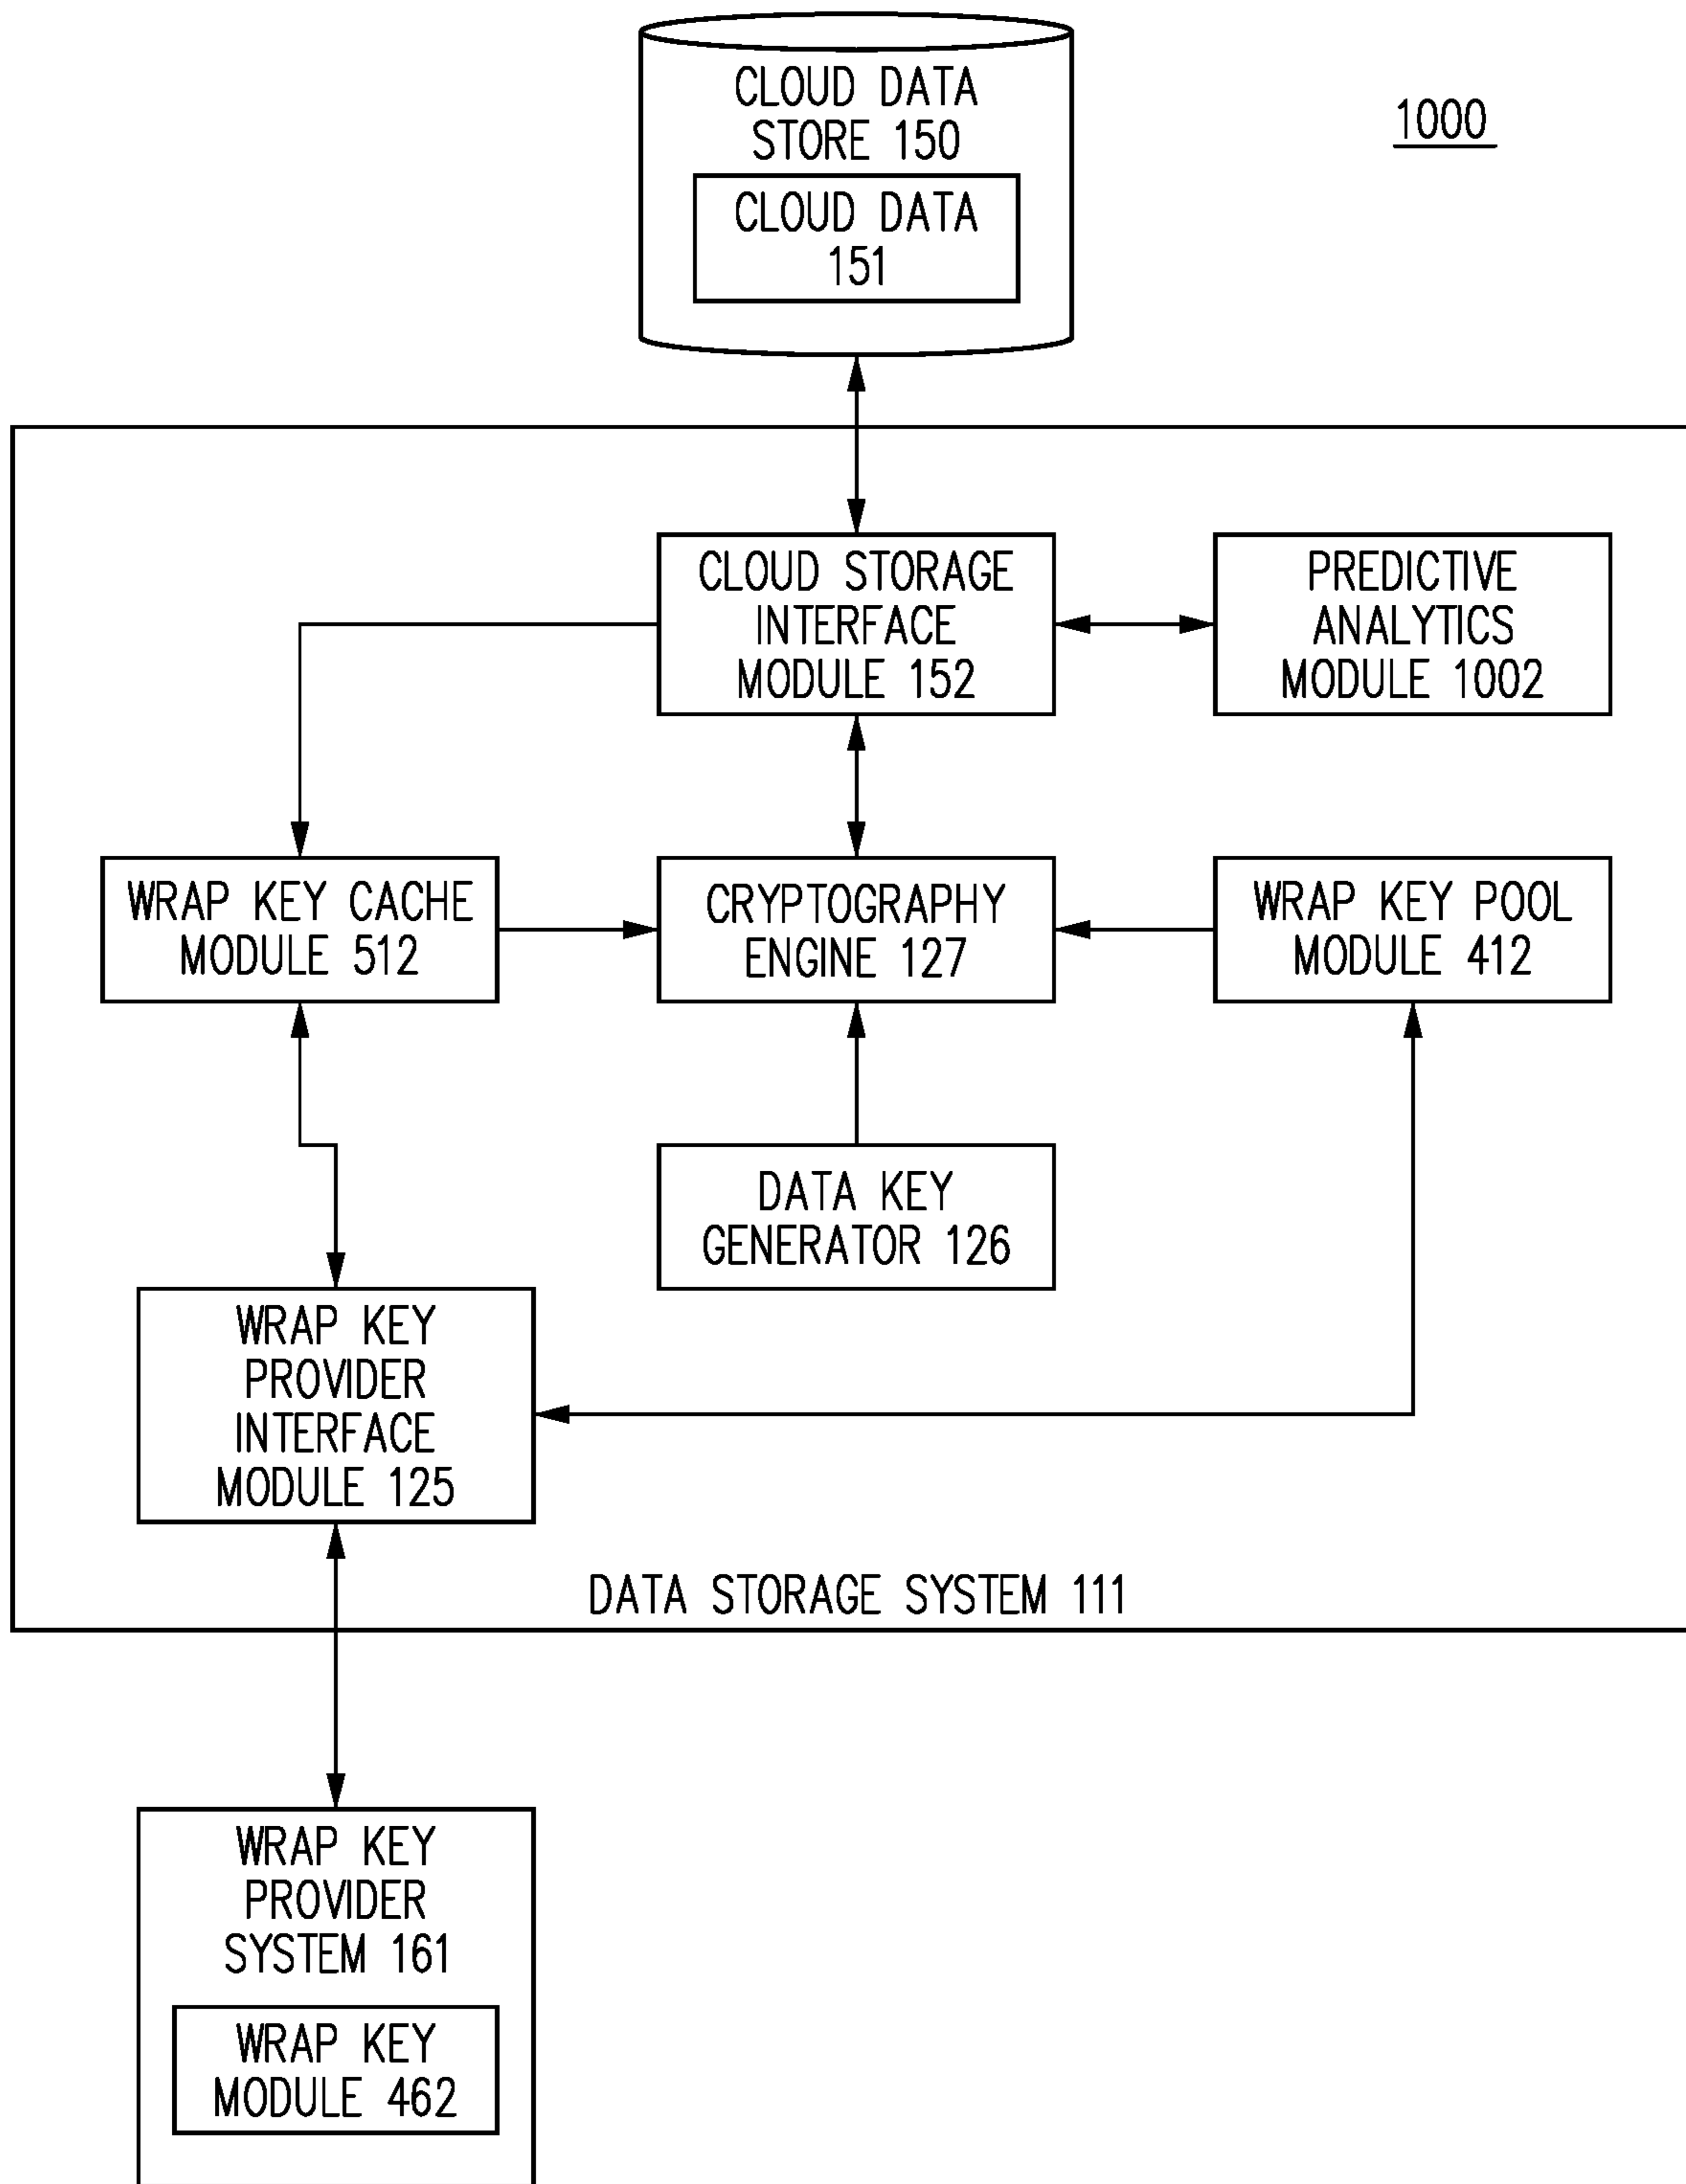 CLOUD DATA
STORE 150
1000
CLOUD DATA
151
CLOUD STORAGE
INTERFACE
MODULE 152
PREDICTIVE
ANALYTICS
MODULE 1002
WRAP KEY CACHE
MODULE 512
CRYPTOGRAPHY
ENGINE 127
WRAP KEY POOL
MODULE 412
DATA KEY
GENERATOR 126
WRAP KEY
PROVIDER
INTERFACE
MODULE 125
DATA STORAGE SYSTEM 111
WRAP KEY
PROVIDER
SYSTEM 161
WRAP KEY
MODULE 462